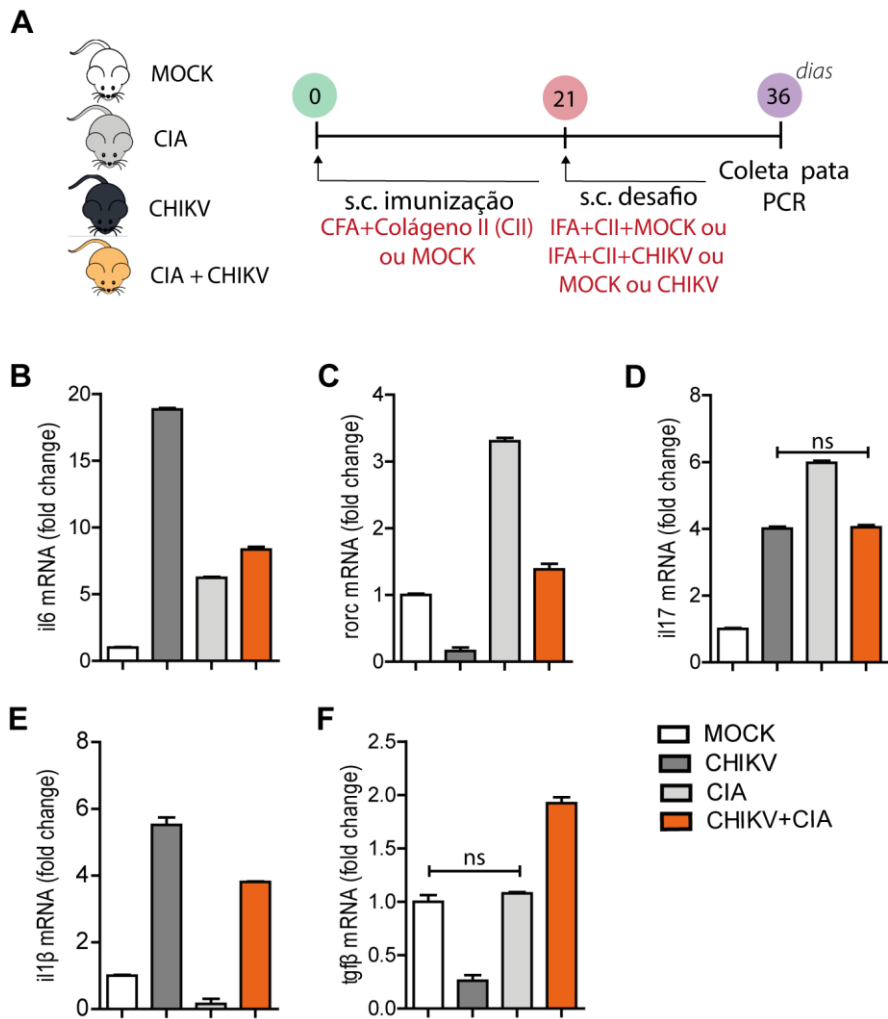 A
MOCK
CIA
CHIKV
CIA + CHIKV
0
21
36
dias
s.c. imunização
CFA+Colágeno II (CII)
ou MOCK
s.c. desafio
IFA+CII+MOCK ou
IFA+CII+CHIKV ou
MOCK ou CHIKV
Coleta pata
PCR
B
il6 mRNA (fold change)
20
15
10
5
0
C
rorc mRNA (fold change)
4
3
2
1
0
D
il17 mRNA (fold change)
8
6
4
2
0
ns
E
il1β mRNA (fold change)
8
6
4
2
0
F
tgfβ mRNA (fold change)
2.5
2.0
1.5
1.0
0.5
0.0
ns
MOCK
CHIKV
CIA
CHIKV+CIA